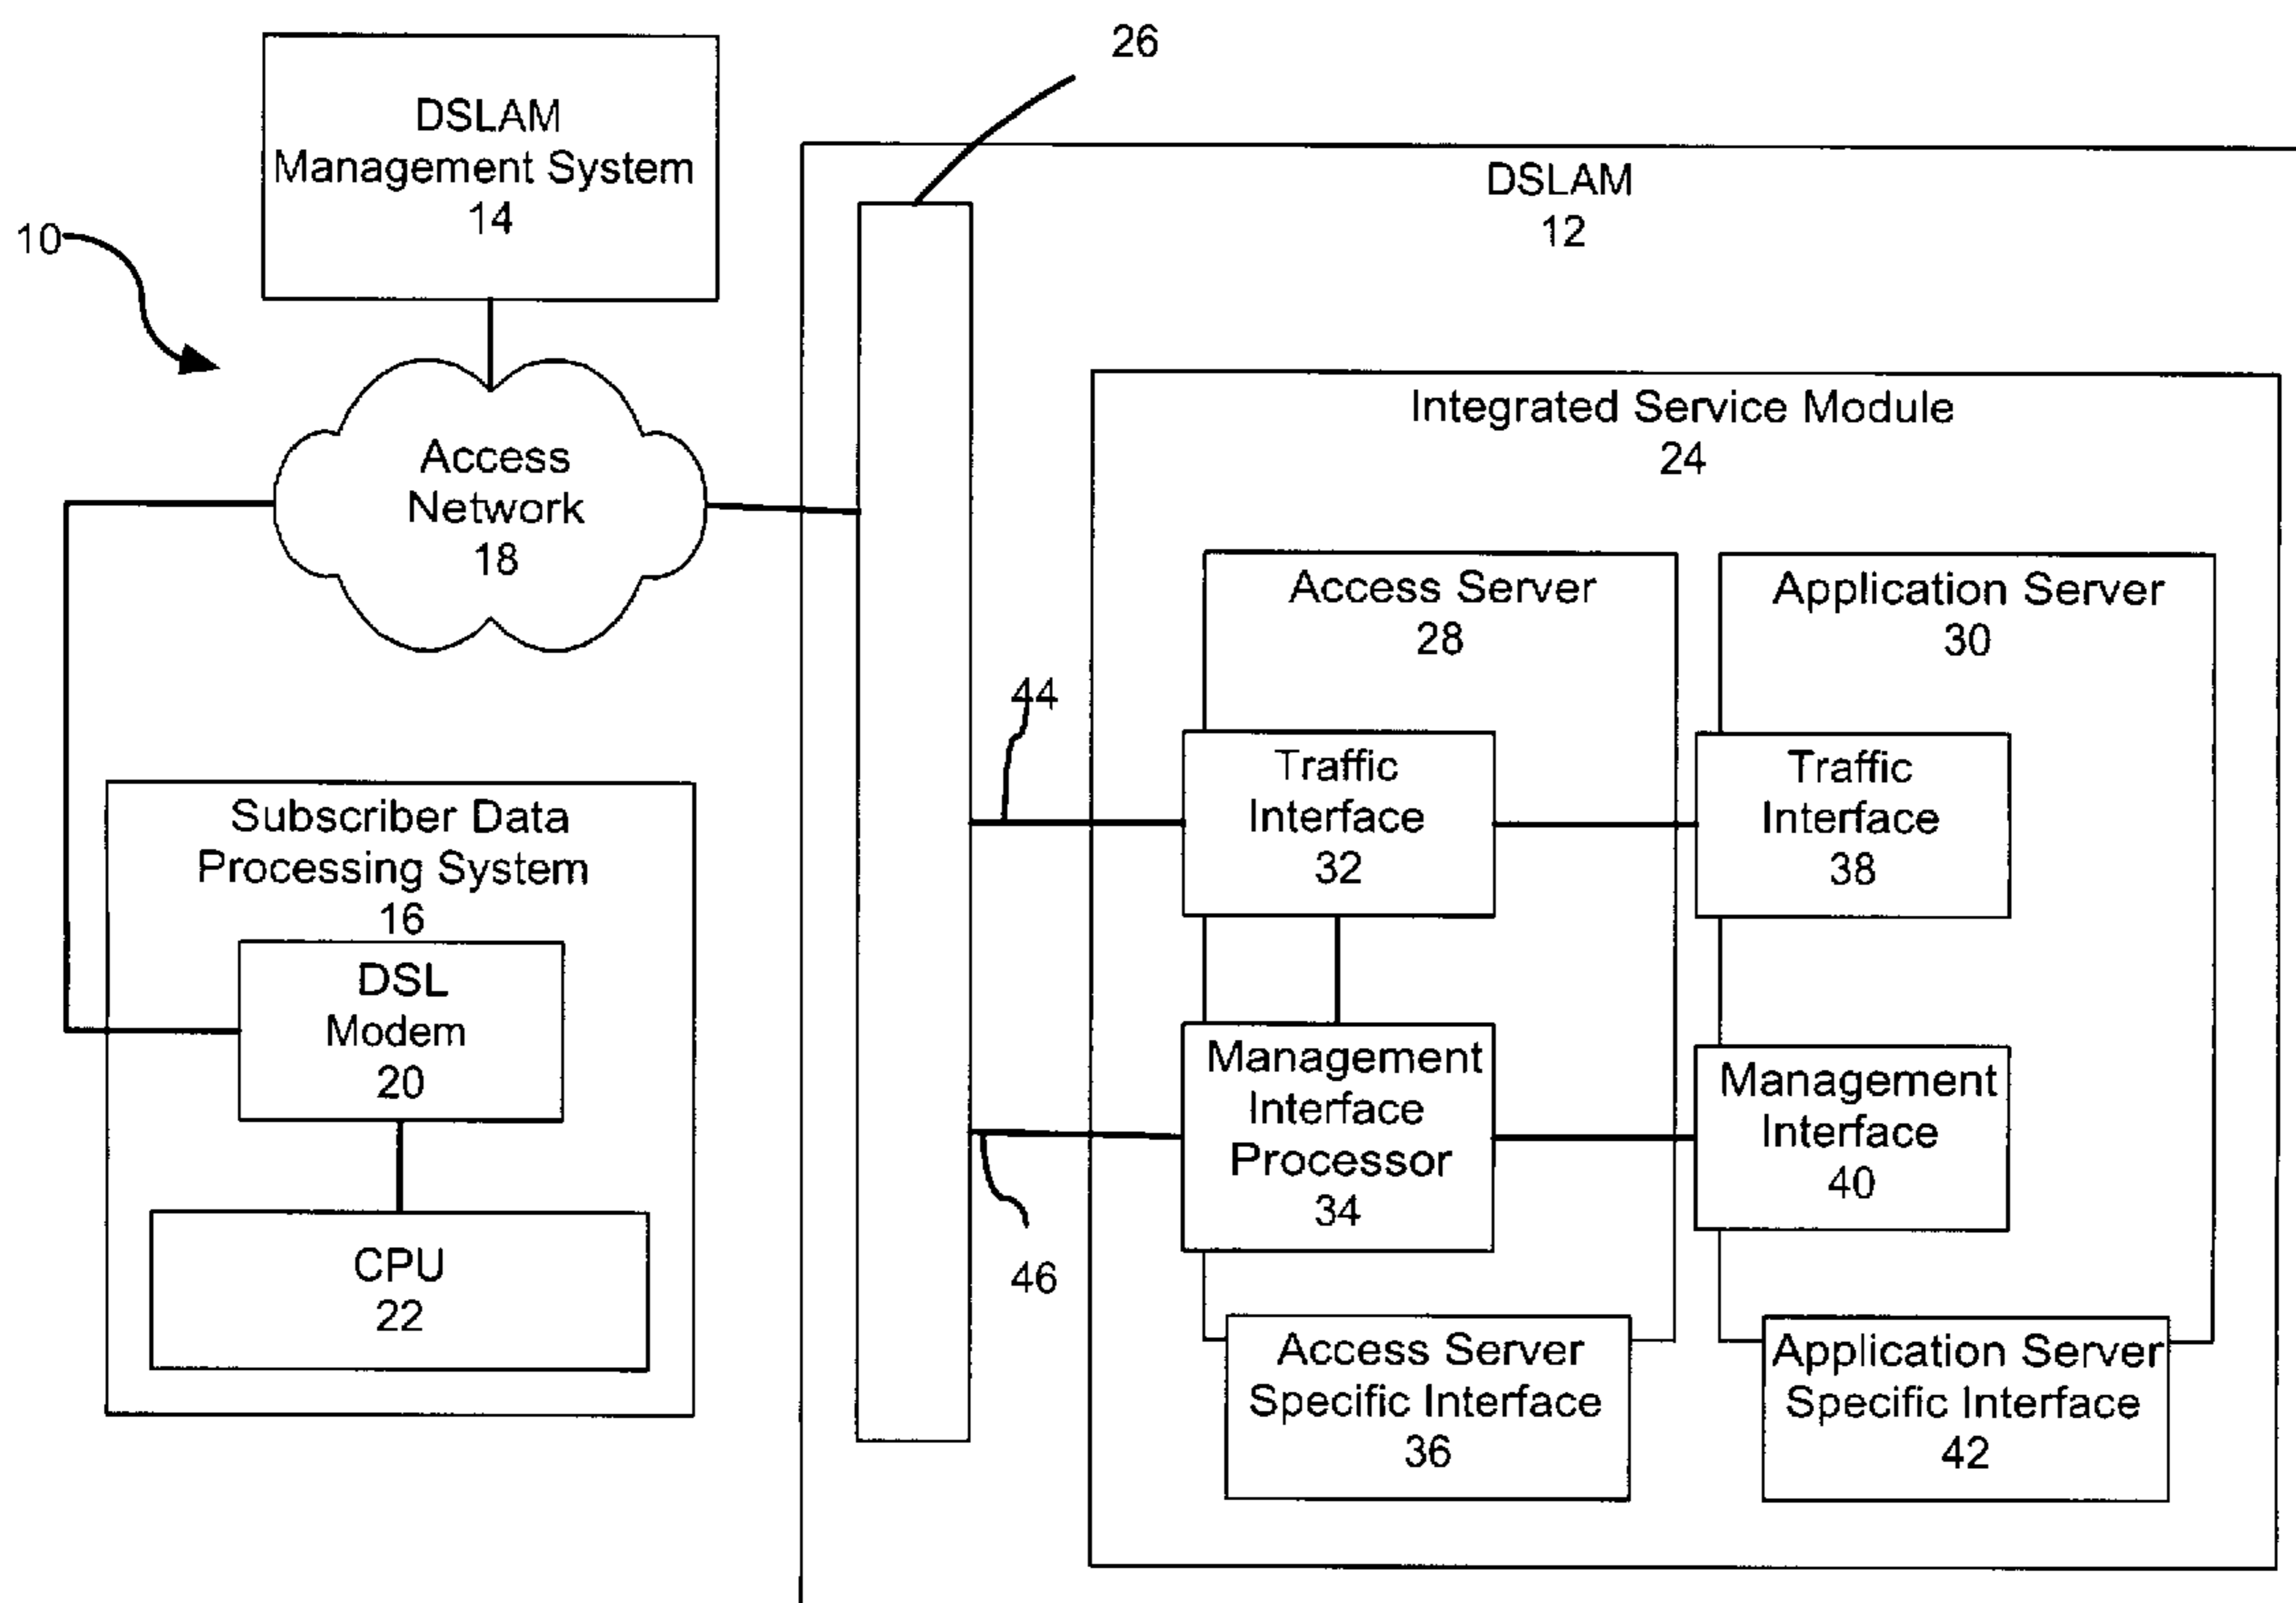 26
DSLAM
Management System
14
10
DSLAM
12
Access
Network
18
Integrated Service Module
24
Access Server
28
Application Server
30
44
Traffic
Interface
32
Traffic
Interface
38
Subscriber Data
Processing System
16
DSL
Modem
20
CPU
22
Management
Interface
Processor
34
Management
Interface
40
46
Access Server
Specific Interface
36
Application Server
Specific Interface
42